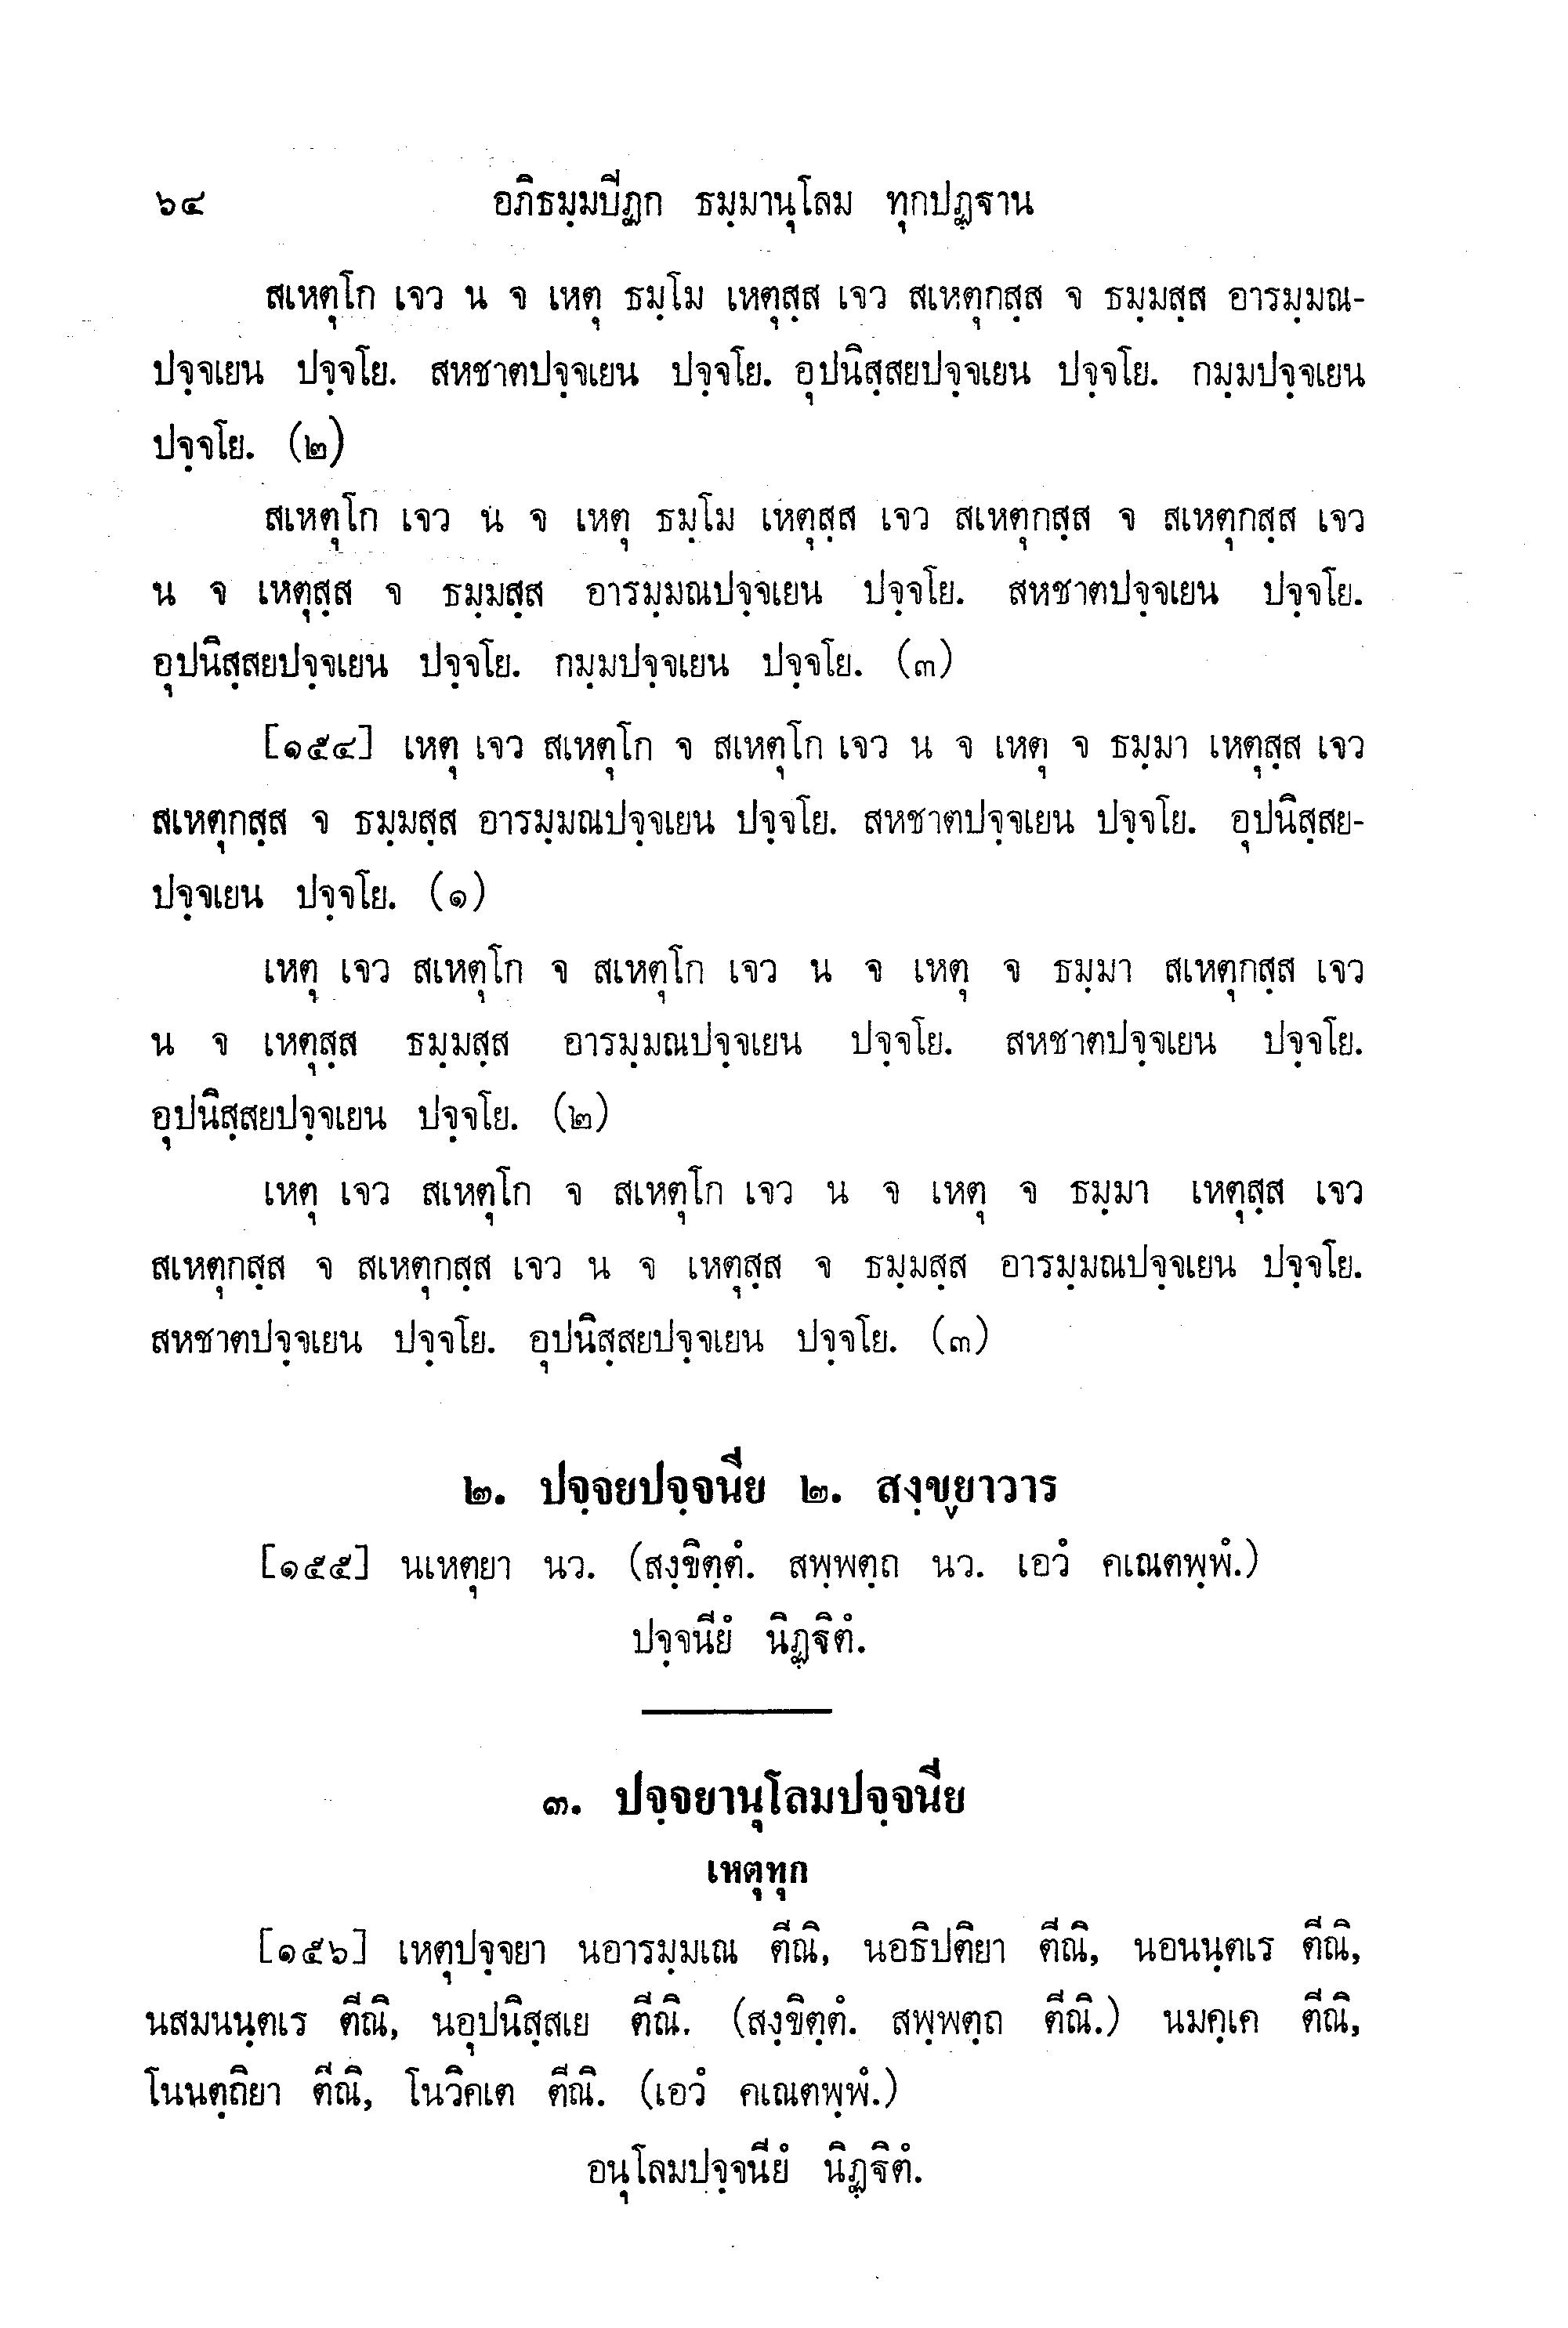 ๖๔ อภิธมฺมปิฏก ธมฺมานุโลม ทุกปฏฺฐาน
สเหตุโก เจว น จ เหตุ ธมฺโม เหตุสฺส เจว สเหตุกสฺส จ ธมฺมสฺส อารมฺมณ-
ปจฺจเยน ปจฺจโย. สหชาตปจฺจเยน ปจฺจโย. อุปนิสฺสยปจฺจเยน ปจฺจโย. กมฺมปจฺจเยน
ปจฺจโย. (๒)
สเหตุโก เจว น จ เหตุ ธมฺโม เหตุสฺส เจว สเหตุกสฺส จ สเหตุกสฺส เจว
น จ เหตุสฺส จ ธมฺมสฺส อารมฺมณปจฺจเยน ปจฺจโย. สหชาตปจฺจเยน ปจฺจโย.
อุปนิสฺสยปจฺจเยน ปจฺจโย. กมฺมปจฺจเยน ปจฺจโย. (๓)
[๑๕๔] เหตุ เจว สเหตุโก จ สเหตุโก เจว น จ เหตุ จ ธมฺมา เหตุสฺส เจว
สเหตุกสฺส จ ธมฺมสฺส อารมฺมณปจฺจเยน ปจฺจโย. สหชาตปจฺจเยน ปจฺจโย. อุปนิสฺสย-
ปจฺจเยน ปจฺจโย. (๑)
เหตุ เจว สเหตุโก จ สเหตุโก เจว น จ เหตุ จ ธมฺมา สเหตุกสฺส เจว
น จ เหตุสฺส ธมฺมสฺส อารมฺมณปจฺจเยน ปจฺจโย. สหชาตปจฺจเยน ปจฺจโย.
อุปนิสฺสยปจฺจเยน ปจฺจโย. (๒)
เหตุ เจว สเหตุโก จ สเหตุโก เจว น จ เหตุ จ ธมฺมา เหตุสฺส เจว
สเหตุกสฺส จ สเหตุกสฺส เจว น จ เหตุสฺส จ ธมฺมสฺส อารมฺมณปจฺจเยน ปจฺจโย.
สหชาตปจฺจเยน ปจฺจโย. อุปนิสฺสยปจฺจเยน ปจฺจโย. (๓)
๒. ปจฺจยปจฺจนีย ๒. สงฺขฺยาวาร
[๑๕๕] นเหตุยา นว. (สงฺขิตฺตํ. สพฺพตฺถ นว. เอวํ คเณตพฺพํ.)
ปจฺจนียํ นิฏฺฐิตํ.
๓. ปจฺจยานุโลมปจฺจนีย
เหตุทุก
[๑๕๖] เหตุปจฺจยา นอารมฺมเณ ตีณิ, นอธิปติยา ตีณิ, นอนนฺตเร ตีณิ,
นสมนนฺตเร ตีณิ, นอุปนิสฺสเย ตีณิ. (สงฺขิตฺตํ. สพฺพตฺถ ตีณิ.) นมคฺเค ตีณิ,
โนนตฺถิยา ตีณิ, โนวิคเต ตีณิ. (เอวํ คเณตพฺพํ.)
อนุโลมปจฺจนียํ นิฏฺฐิตํ.